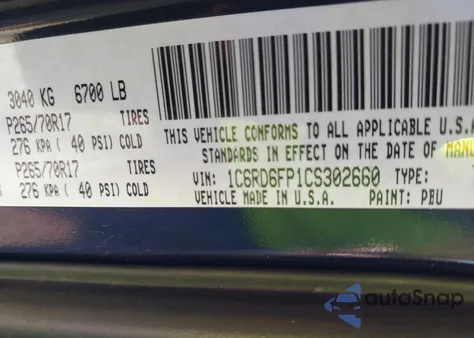 3040 KG 6700 LB
P265/70R17 TIRES
276 KPA ( 40 PSI) COLD
P265/70R17 TIRES
276 KPA ( 40 PSI) COLD
THIS VEHICLE CONFORMS TO ALL APPLICABLE U.S.A
STANDARDS IN EFFECT ON THE DATE OF MANU
VIN: 1C6RD6FP1CS302660
VEHICLE MADE IN U.S.A. PAINT: PBU
autoSnap